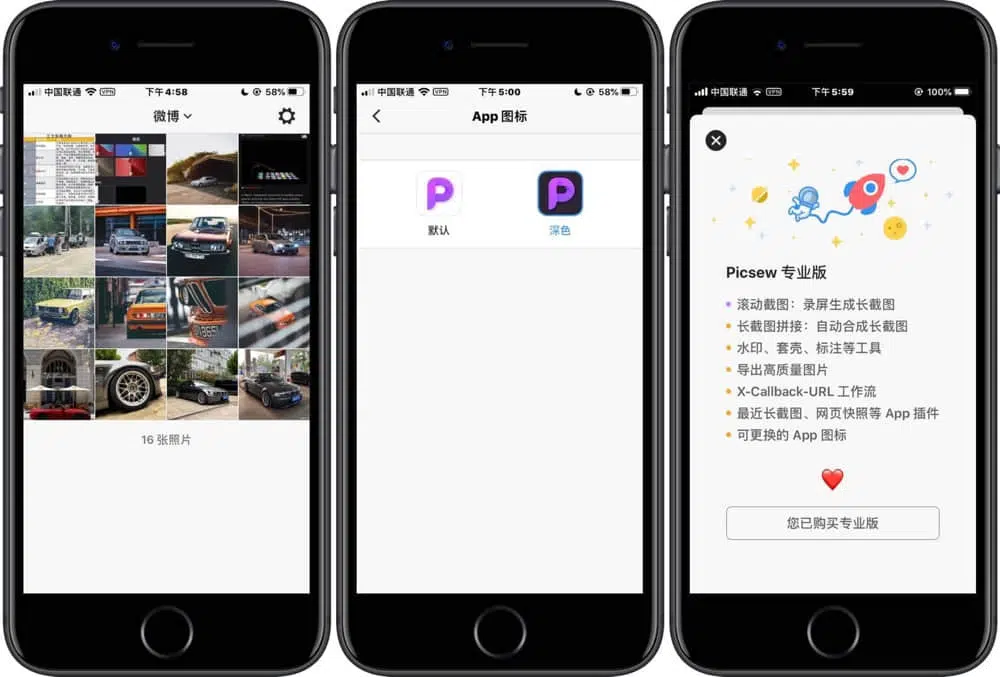 中国联通 VPN 下午4:58 58%
微博
16 张照片
中国联通 VPN 下午5:00 58%
App 图标
默认
深色
中国联通 VPN 下午5:59 100%
Picsew 专业版
滚动截图：录屏生成长截图
长截图拼接：自动合成长截图
水印、套壳、标注等工具
导出高质量图片
X-Callback-URL 工作流
最近长截图、网页快照等 App 插件
可更换的 App 图标
您已购买专业版